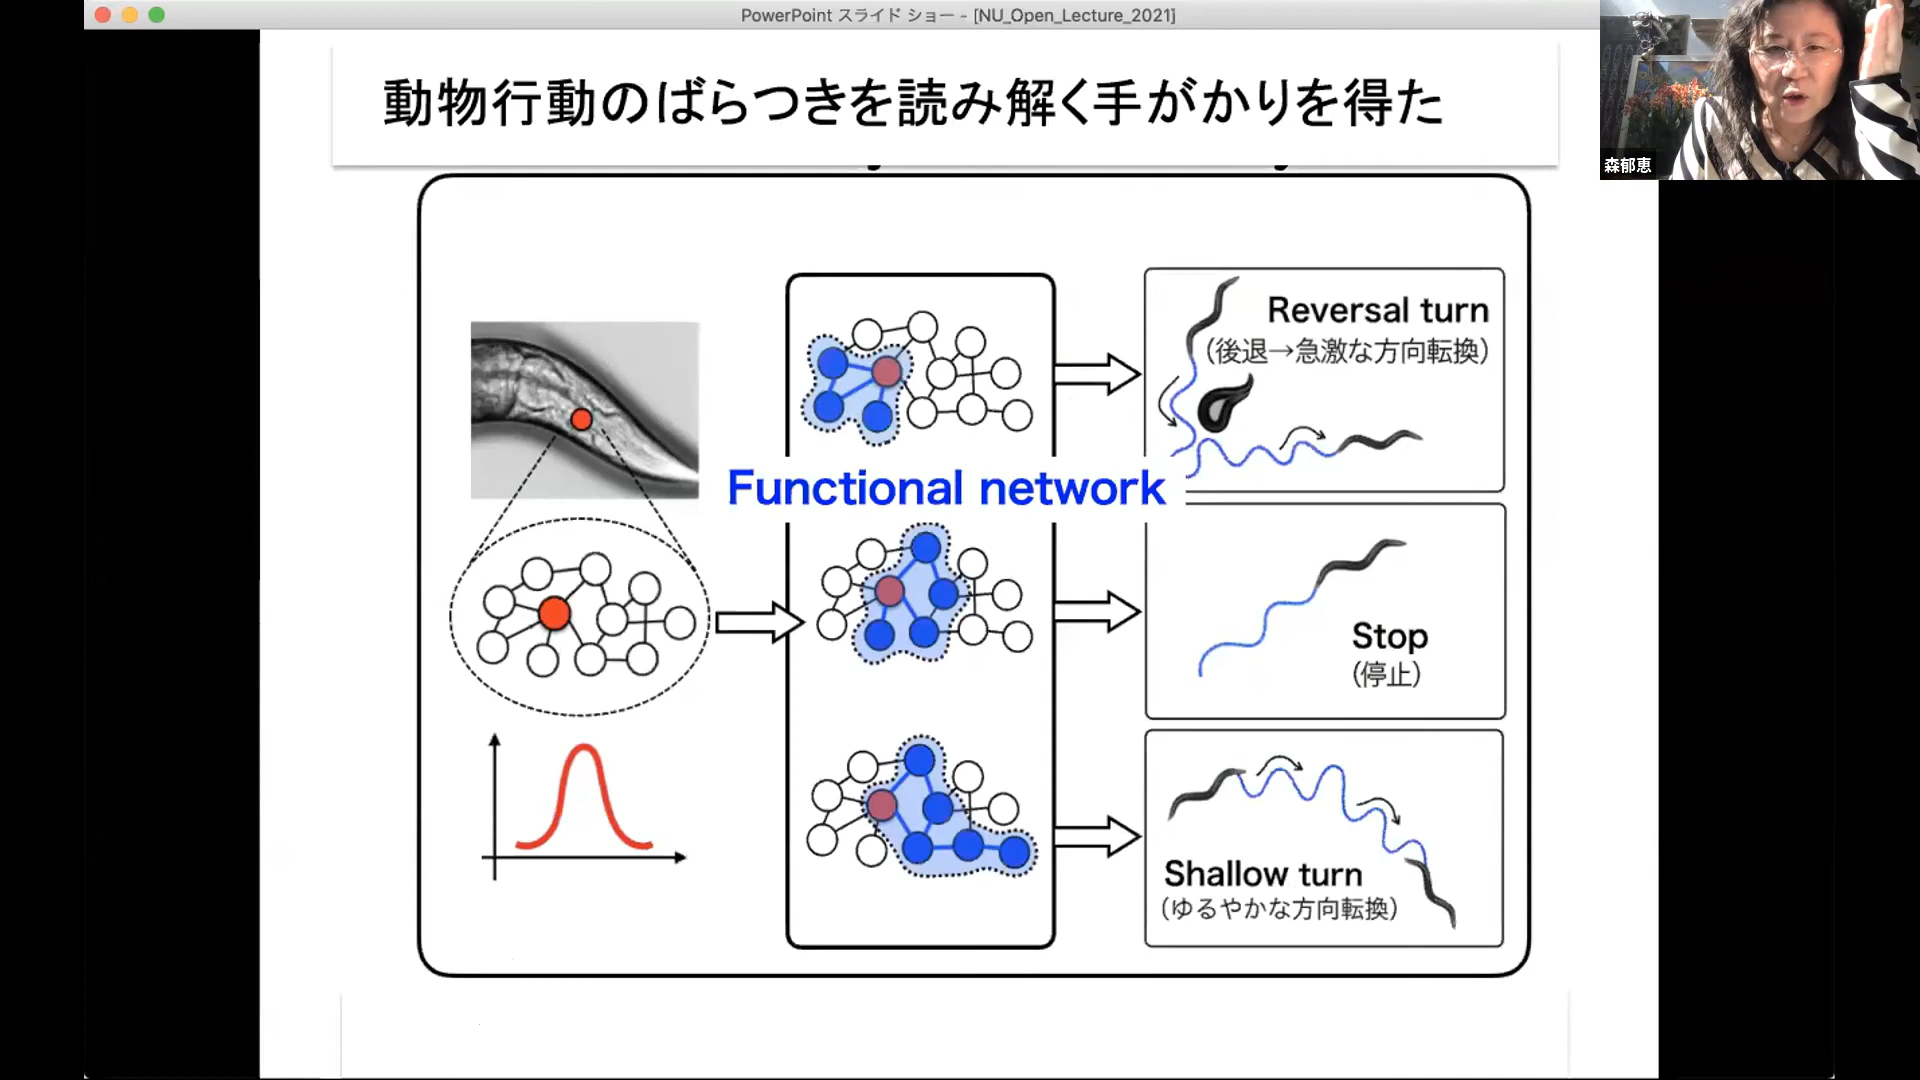 PowerPoint スライド ショー - [NU_Open_Lecture_2021]
動物行動のばらつきを読み解く手がかりを得た
森郁恵
Reversal turn
(後退→急激な方向転換)
Functional network
Stop
(停止)
Shallow turn
(ゆるやかな方向転換)